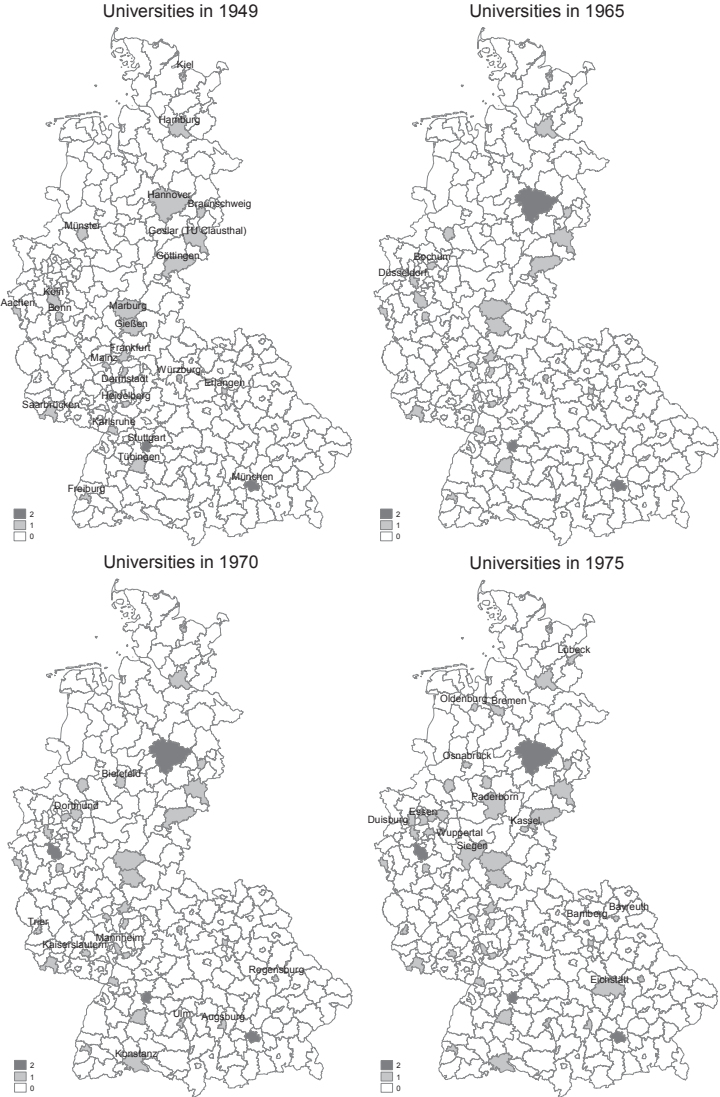 Universities in 1949
Kiel
Hamburg
Hannover
Braunschweig
Münster
Goslar (TU Clausthal)
Göttingen
Köln
Aachen
Bonn
Marburg
Gießen
Frankfurt
Mainz
Würzburg
Darmstadt
Erlangen
Heidelberg
Saarbrücken
Karlsruhe
Stuttgart
Tübingen
München
Freiburg
2
1
0
Universities in 1965
Bochum
Düsseldorf
2
1
0
Universities in 1970
Bielefeld
Dortmund
Trier
Mannheim
Kaiserslautern
Regensburg
Ulm
Augsburg
Konstanz
2
1
0
Universities in 1975
Lübeck
Oldenburg
Bremen
Osnabrück
Paderborn
Essen
Duisburg
Kassel
Wuppertal
Siegen
Bayreuth
Bamberg
Eichstätt
2
1
0